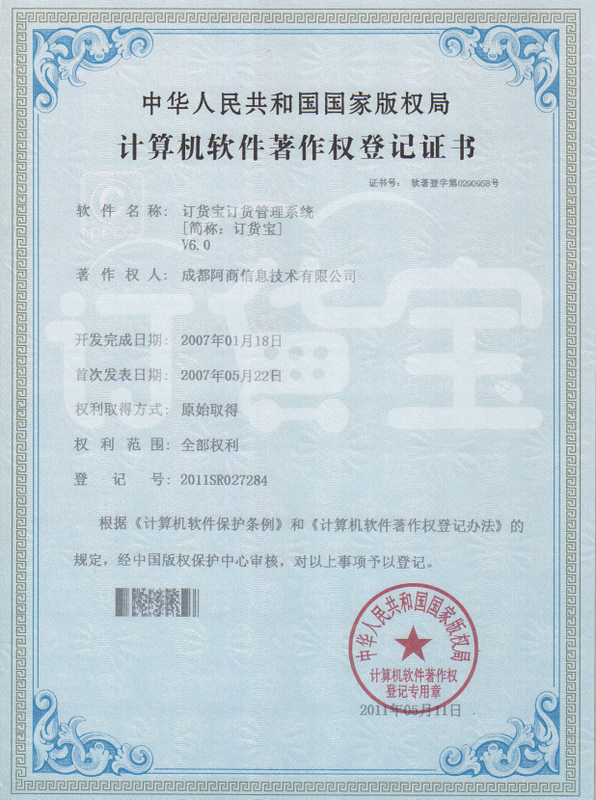 中华人民共和国国家版权局
计算机软件著作权登记证书
证书号： 软著登字第0290958号
软件名称： 订货宝订货管理系统
[简称：订货宝]
V6.0
著作权人： 成都阿商信息技术有限公司
订货宝
开发完成日期： 2007年01月18日
首次发表日期： 2007年05月22日
权利取得方式： 原始取得
权利范围： 全部权利
登记号： 2011SR027284
根据《计算机软件保护条例》和《计算机软件著作权登记办法》的
规定，经中国版权保护中心审核，对以上事项予以登记。
中华人民共和国国家版权局
计算机软件著作权
登记专用章
2011年05月11日